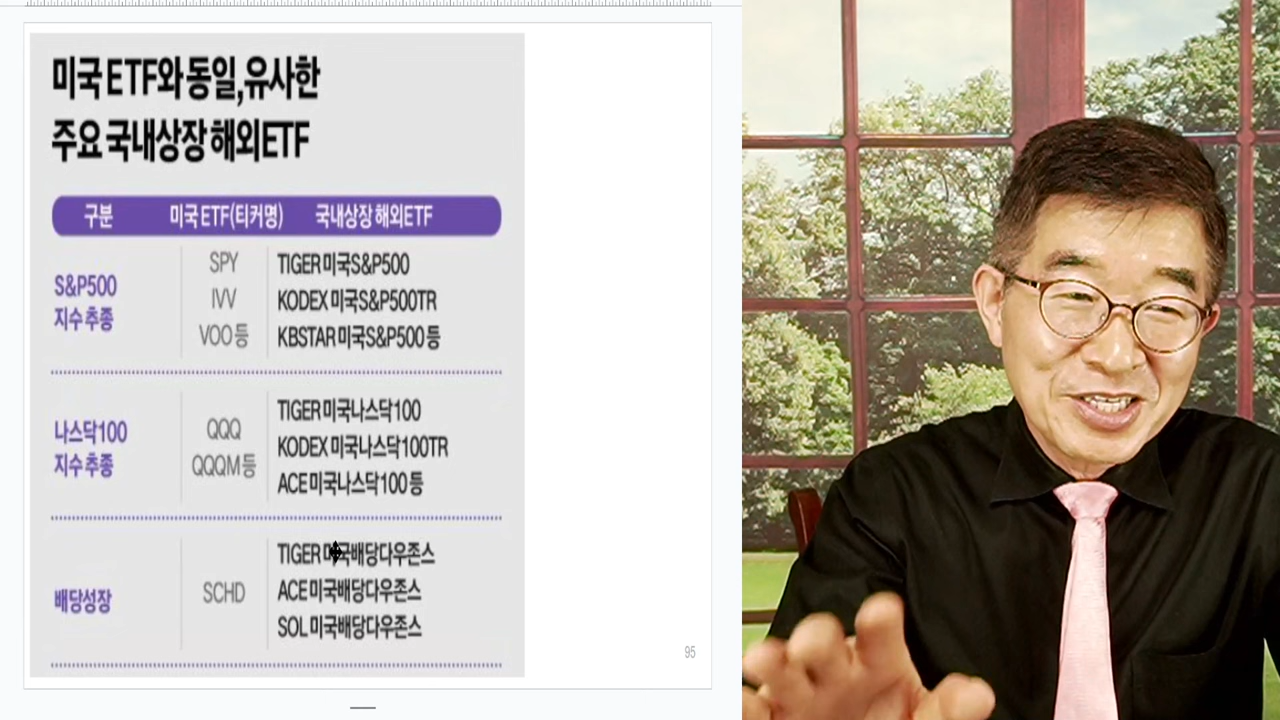 미국 ETF와 동일,유사한
주요 국내상장 해외ETF
구분 미국 ETF(티커명) 국내상장 해외ETF
S&P500
지수 추종
SPY
IVV
VOO 등
TIGER 미국S&P500
KODEX 미국S&P500TR
KBSTAR 미국S&P500 등
나스닥100
지수 추종
QQQ
QQQM 등
TIGER 미국나스닥100
KODEX 미국나스닥100TR
ACE 미국나스닥100 등
배당성장
SCHD
TIGER 미국배당다우존스
ACE 미국배당다우존스
SOL 미국배당다우존스
95